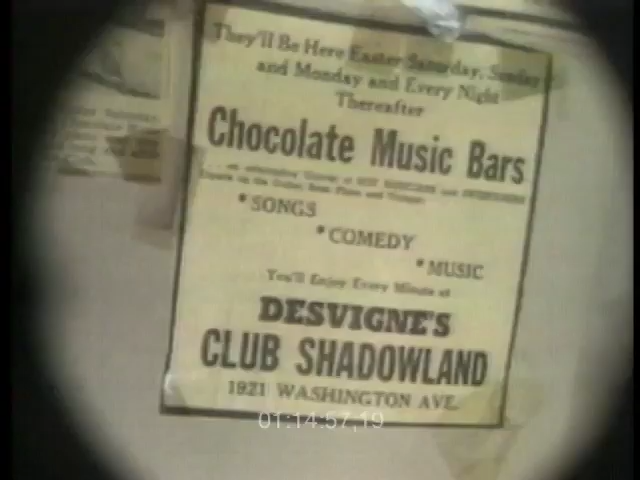 They'll Be Here Easter Saturday, Sunday
and Monday and Every Night
Thereafter
Chocolate Music Bars
* SONGS
* COMEDY
* MUSIC
You'll Enjoy Every Minute at
DESVIGNE'S
CLUB SHADOWLAND
1921 WASHINGTON AVE.
01:14:57,19